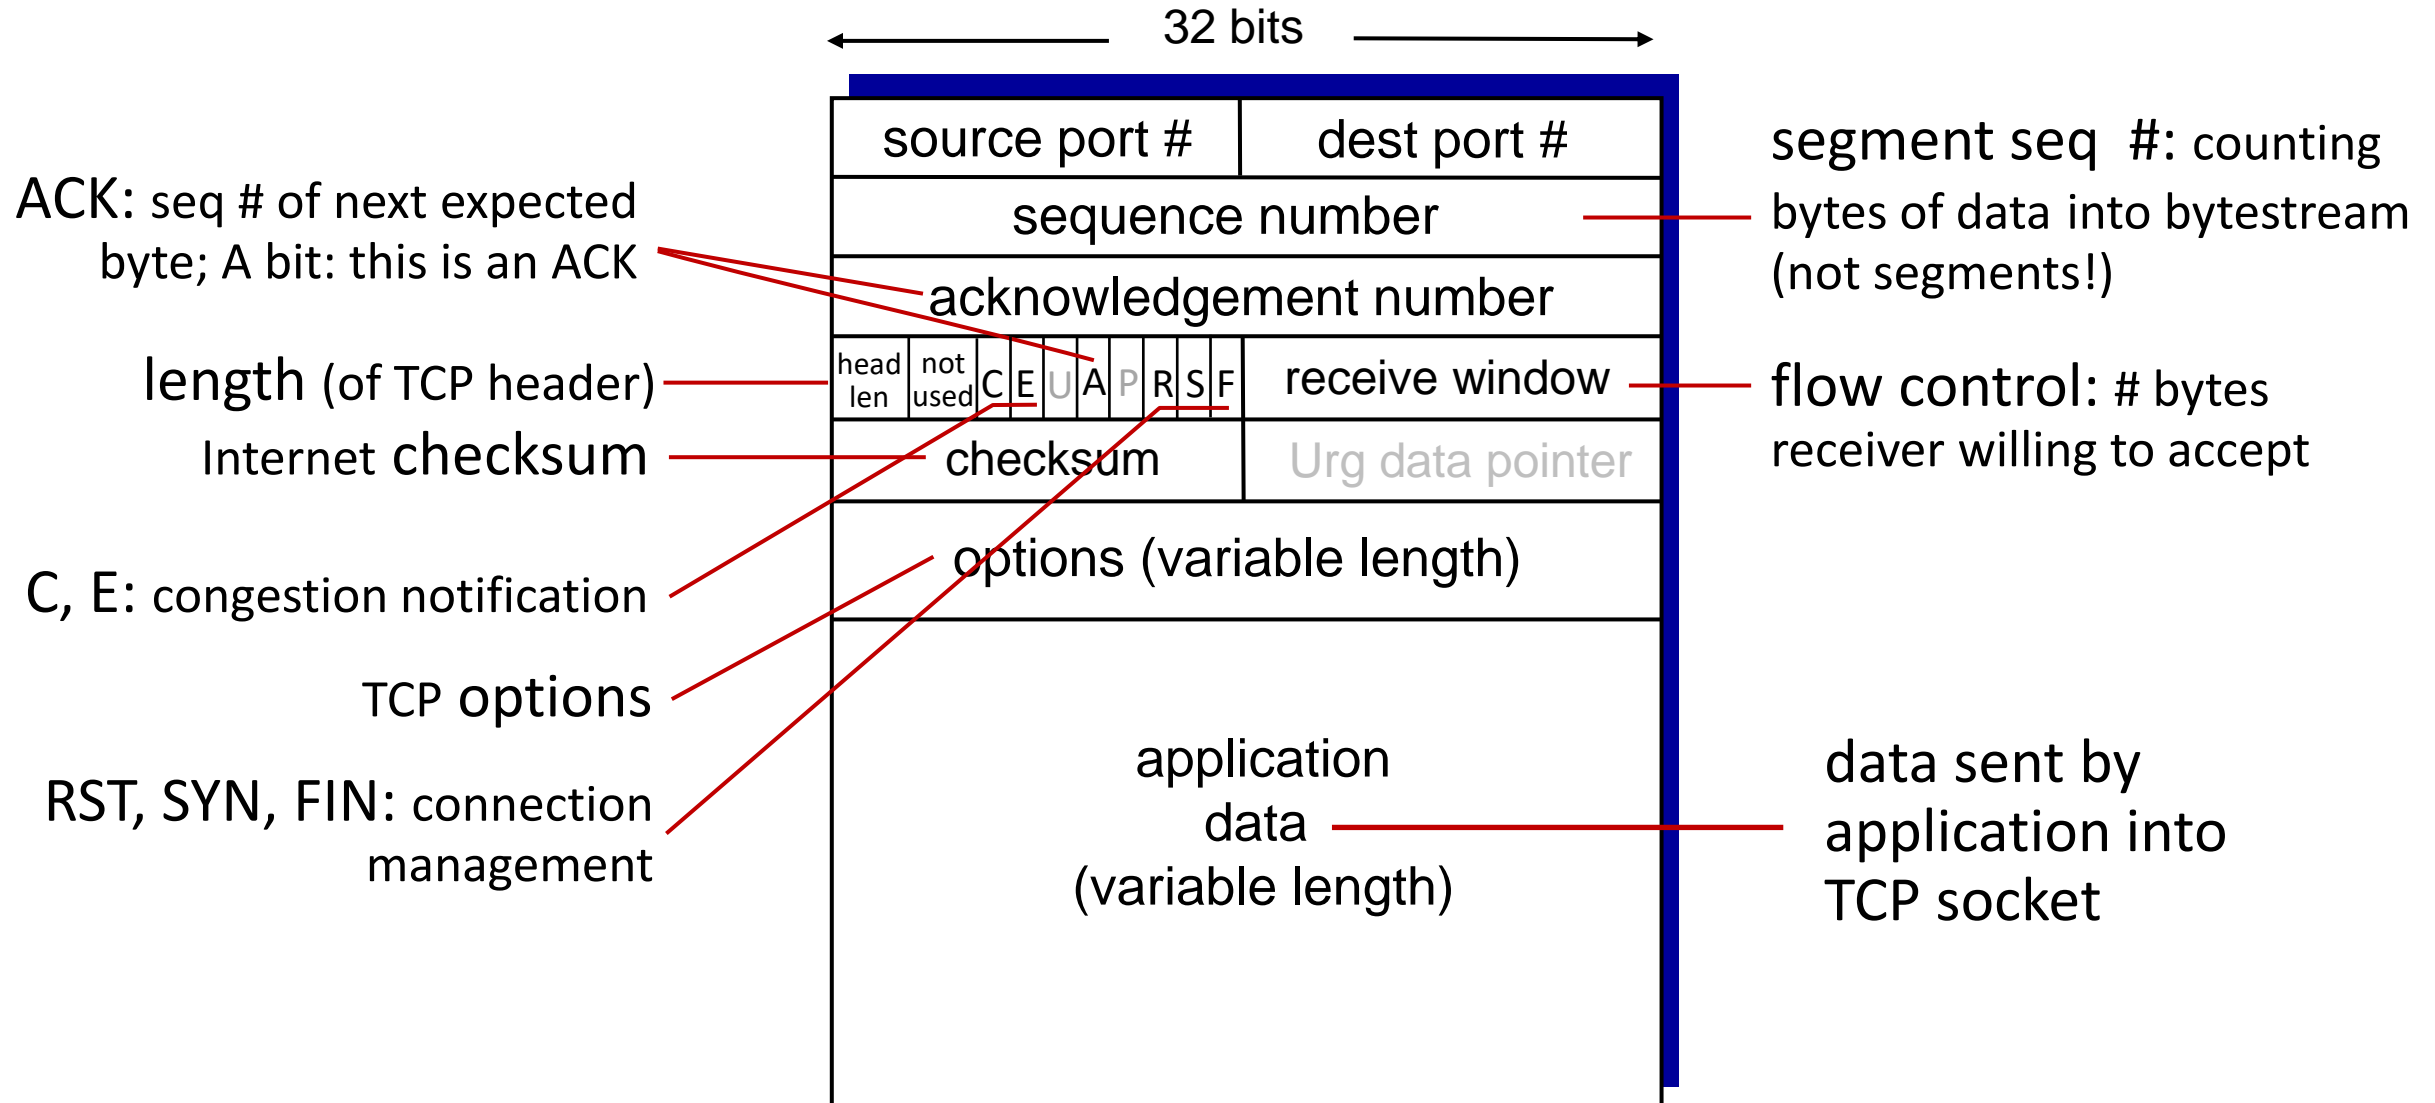 32 bits
source port #
dest port #
sequence number
acknowledgement number
head
len
not
used
C
E
U
A
P
R
S
F
receive window
checksum
Urg data pointer
options (variable length)
application
data
(variable length)
ACK: seq # of next expected
byte; A bit: this is an ACK
length (of TCP header)
Internet checksum
C, E: congestion notification
TCP options
RST, SYN, FIN: connection
management
segment seq #: counting
bytes of data into bytestream
(not segments!)
flow control: # bytes
receiver willing to accept
data sent by
application into
TCP socket